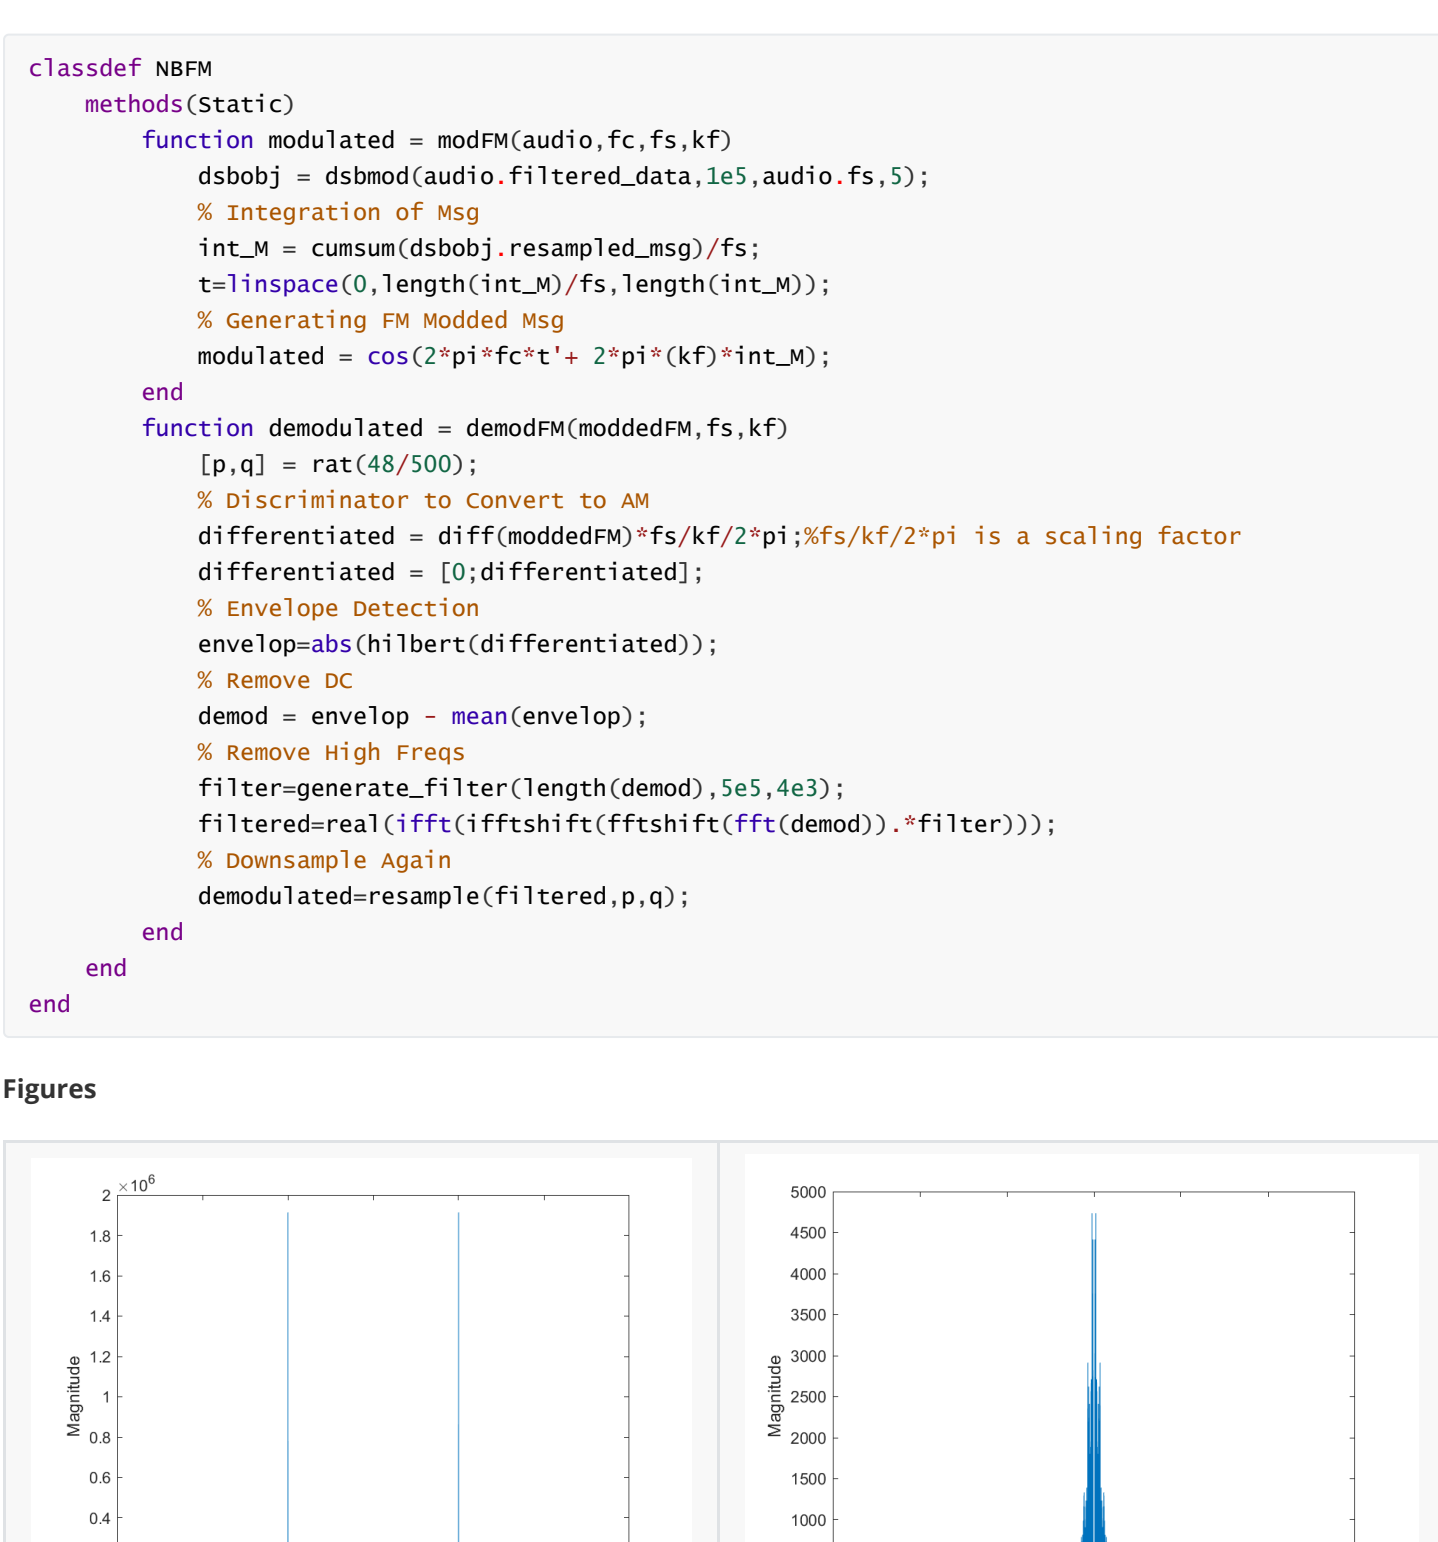 classdef NBFM
    methods(Static)
        function modulated = modFM(audio,fc,fs,kf)
            dsbobj = dsbmod(audio.filtered_data,1e5,audio.fs,5);
            % Integration of Msg
            int_M = cumsum(dsbobj.resampled_msg)/fs;
            t=linspace(0,length(int_M)/fs,length(int_M));
            % Generating FM Modded Msg
            modulated = cos(2*pi*fc*t'+ 2*pi*(kf)*int_M);
        end
        function demodulated = demodFM(moddedFM,fs,kf)
            [p,q] = rat(48/500);
            % Discriminator to Convert to AM
            differentiated = diff(moddedFM)*fs/kf/2*pi;%fs/kf/2*pi is a scaling factor
            differentiated = [0;differentiated];
            % Envelope Detection
            envelop=abs(hilbert(differentiated));
            % Remove DC
            demod = envelop - mean(envelop);
            % Remove High Freqs
            filter=generate_filter(length(demod),5e5,4e3);
            filtered=real(ifft(ifftshift(fftshift(fft(demod)).*filter)));
            % Downsample Again
            demodulated=resample(filtered,p,q);
        end
    end
end
Figures
×10^6
2
1.8
1.6
1.4
1.2
1
0.8
0.6
0.4
Magnitude
5000
4500
4000
3500
3000
2500
2000
1500
1000
Magnitude